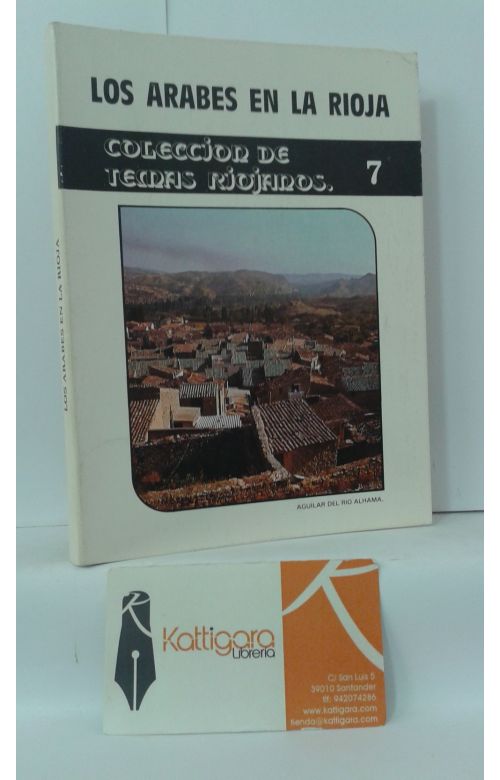 LOS ARABES EN LA RIOJA
COLECCION DE
TEMAS RIOJANOS. 7
LOS ARABES EN LA RIOJA
AGUILAR DEL RIO ALHAMA.
Kattigara
Librería
C/ San Luis 5
39010 Santander
tlf: 942074286
www.kattigara.com
tienda@kattigara.com